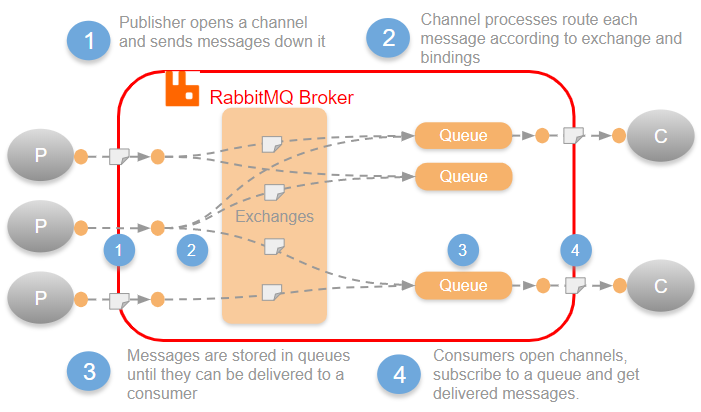 1
Publisher opens a channel
and sends messages down it
2
Channel processes route each
message according to exchange and
bindings
RabbitMQ Broker
P
Queue
C
Queue
P
Exchanges
1
2
3
4
P
Queue
C
3
Messages are stored in queues
until they can be delivered to a
consumer
4
Consumers open channels,
subscribe to a queue and get
delivered messages.